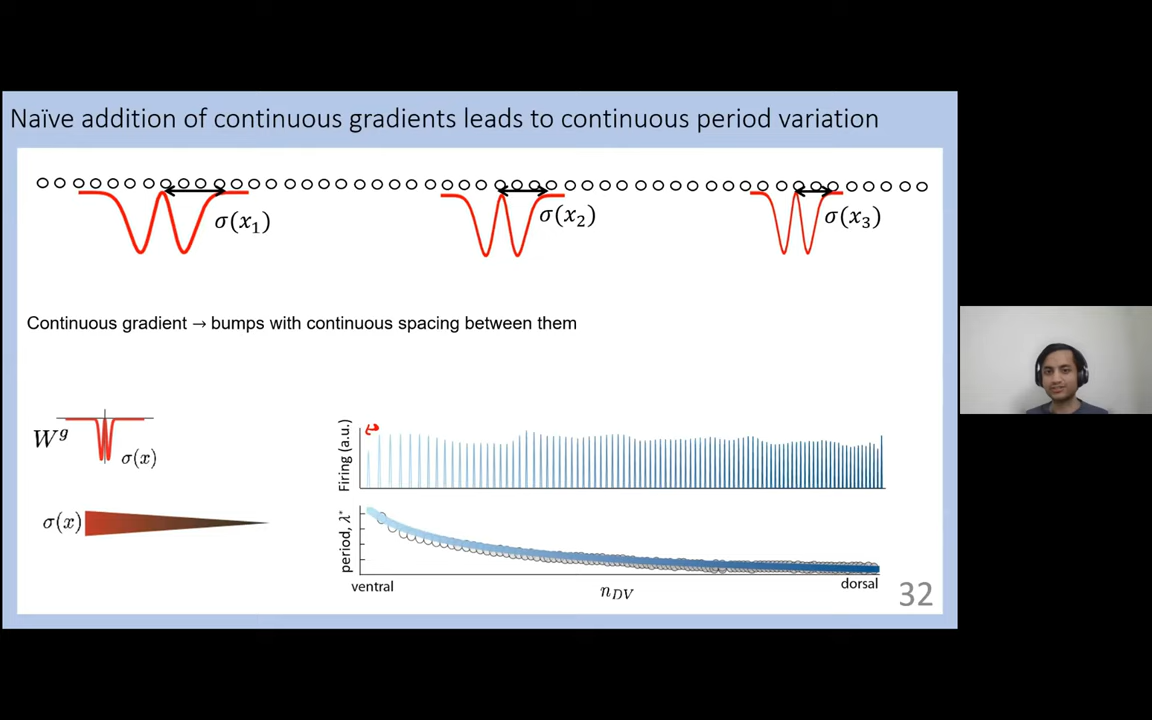 Naïve addition of continuous gradients leads to continuous period variation
σ(x₁)
σ(x₂)
σ(x₃)
Continuous gradient → bumps with continuous spacing between them
W^g
σ(x)
σ(x)
Firing (a.u.)
period, λ*
ventral
n_DV
dorsal
32